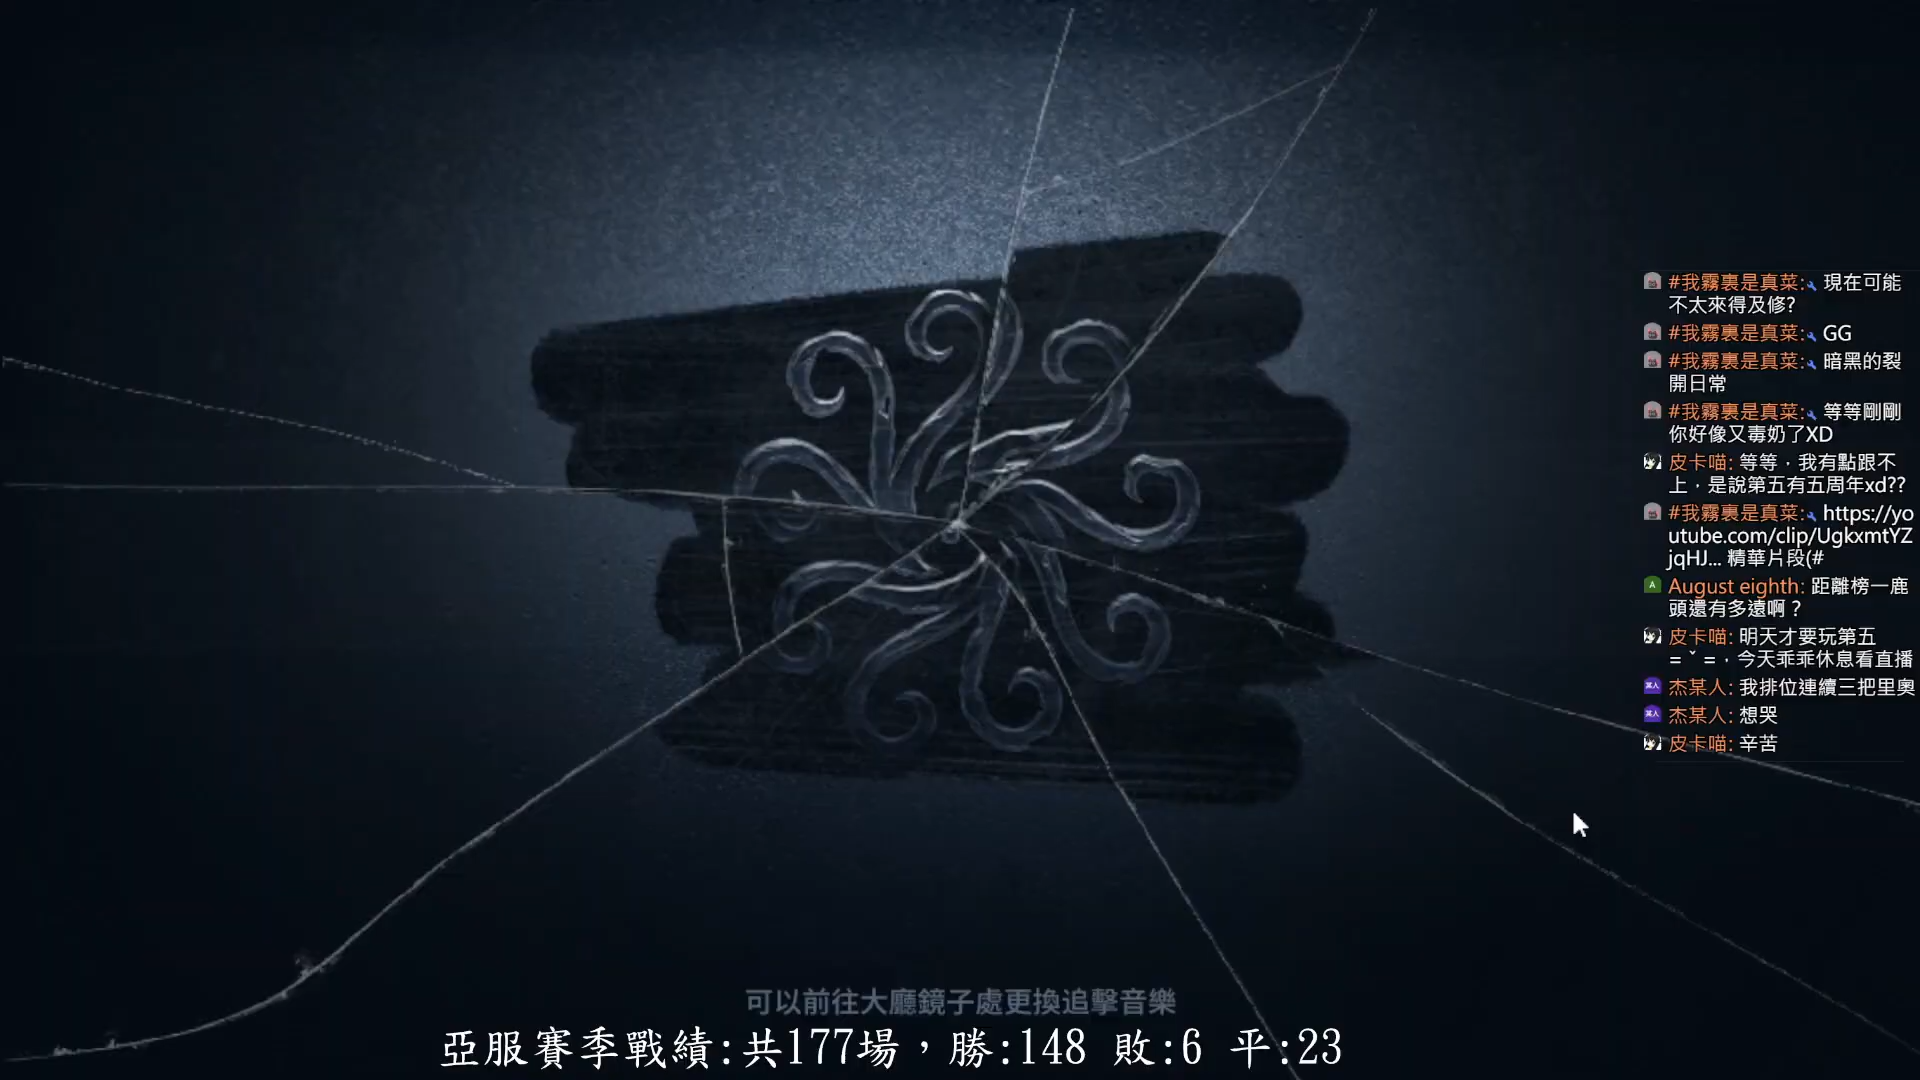 #我霧裏是真菜: 現在可能
不太來得及修?
#我霧裏是真菜: GG
#我霧裏是真菜: 暗黑的裂
開日常
#我霧裏是真菜: 等等剛剛
你好像又毒奶了XD
皮卡喵: 等等，我有點跟不
上，是說第五有五周年xd??
#我霧裏是真菜: https://yo
utube.com/clip/UgkxmtYZ
jqHJ... 精華片段(#
August eighth: 距離榜一鹿
頭還有多遠啊？
皮卡喵: 明天才要玩第五
=ˇ=，今天乖乖休息看直播
杰某人: 我排位連續三把里奧
杰某人: 想哭
皮卡喵: 辛苦
可以前往大廳鏡子處更換追擊音樂
亞服賽季戰績:共177場，勝:148 敗:6 平:23